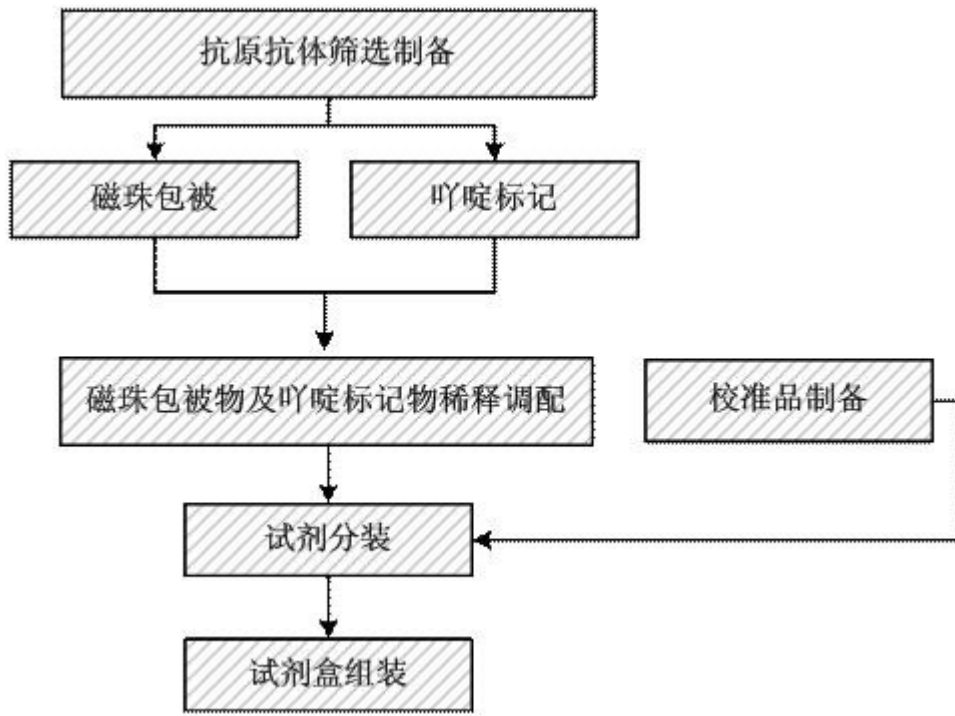 抗原抗体筛选制备
磁珠包被
吖啶标记
磁珠包被物及吖啶标记物稀释调配
校准品制备
试剂分装
试剂盒组装